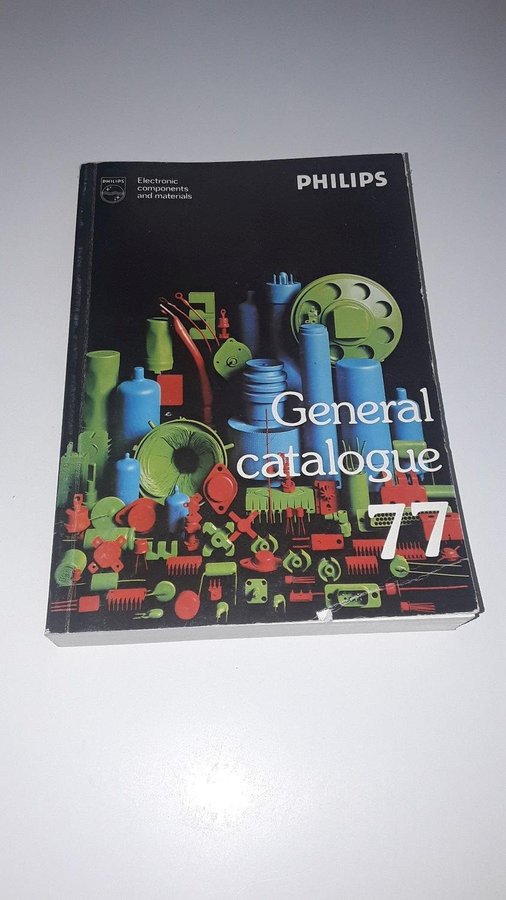 PHILIPS
Electronic
components
and materials
PHILIPS
General
catalogue
77